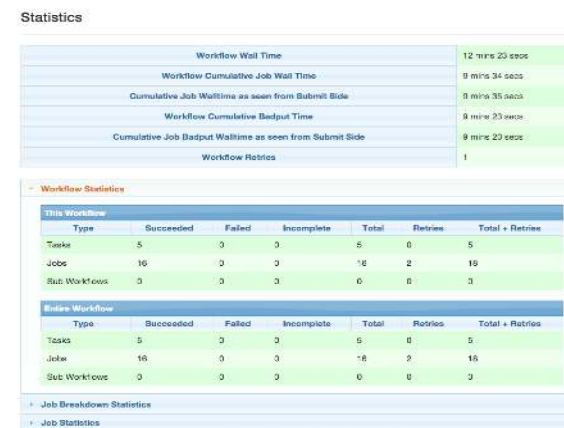 Statistics
Workflow Wall Time 12 mins 23 secs
Workflow Cumulative Job Wall Time 9 mins 34 secs
Cumulative Job Walltime as seen from Submit Side 9 mins 35 secs
Workflow Cumulative Badput Time 9 mins 23 secs
Cumulative Job Badput Walltime as seen from Submit Side 9 mins 23 secs
Workflow Retries 1
Workflow Statistics
This Workflow
Type Succeeded Failed Incomplete Total Retries Total + Retries
Tasks 5 0 0 5 0 5
Jobs 16 0 0 16 2 18
Sub Workflows 0 0 0 0 0 0
Entire Workflow
Type Succeeded Failed Incomplete Total Retries Total + Retries
Tasks 5 0 0 5 0 5
Jobs 16 0 0 16 2 18
Sub Workflows 0 0 0 0 0 0
Job Breakdown Statistics
Job Statistics